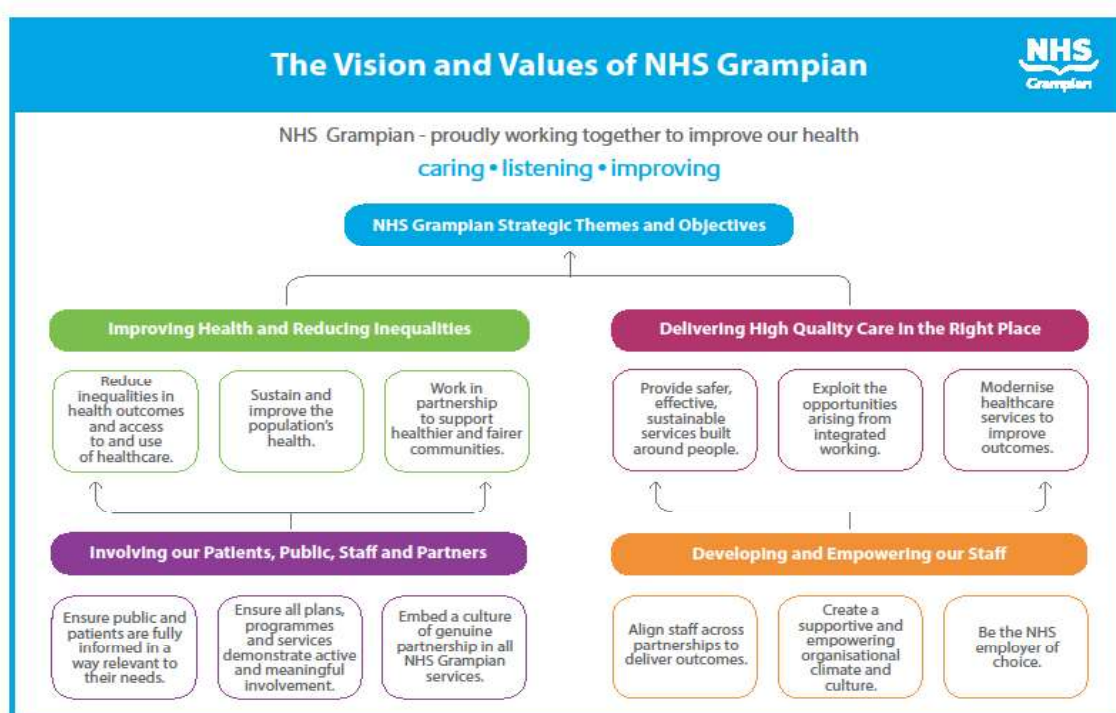 The Vision and Values of NHS Grampian
NHS
Grampian
NHS Grampian - proudly working together to improve our health
caring • listening • improving
NHS Grampian Strategic Themes and Objectives
Improving Health and Reducing Inequalities
Reduce
inequalities in
health outcomes
and access
to and use
of healthcare.
Sustain and
improve the
population's
health.
Work in
partnership
to support
healthier and fairer
communities.
Delivering High Quality Care in the Right Place
Provide safer,
effective,
sustainable
services built
around people.
Exploit the
opportunities
arising from
integrated
working.
Modernise
healthcare
services to
improve
outcomes.
Involving our Patients, Public, Staff and Partners
Ensure public and
patients are fully
informed in a
way relevant to
their needs.
Ensure all plans,
programmes
and services
demonstrate active
and meaningful
involvement.
Embed a culture
of genuine
partnership in all
NHS Grampian
services.
Developing and Empowering our Staff
Align staff across
partnerships to
deliver outcomes.
Create a
supportive and
empowering
organisational
climate and
culture.
Be the NHS
employer of
choice.